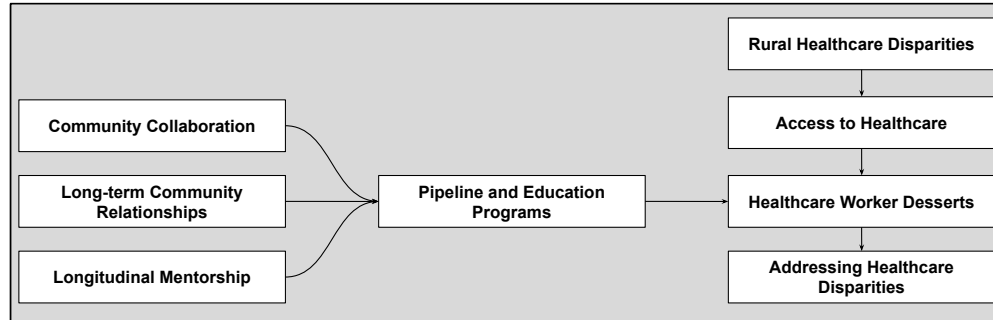 Rural Healthcare Disparities
Community Collaboration
Access to Healthcare
Long-term Community
Relationships
Pipeline and Education
Programs
Healthcare Worker Desserts
Longitudinal Mentorship
Addressing Healthcare
Disparities